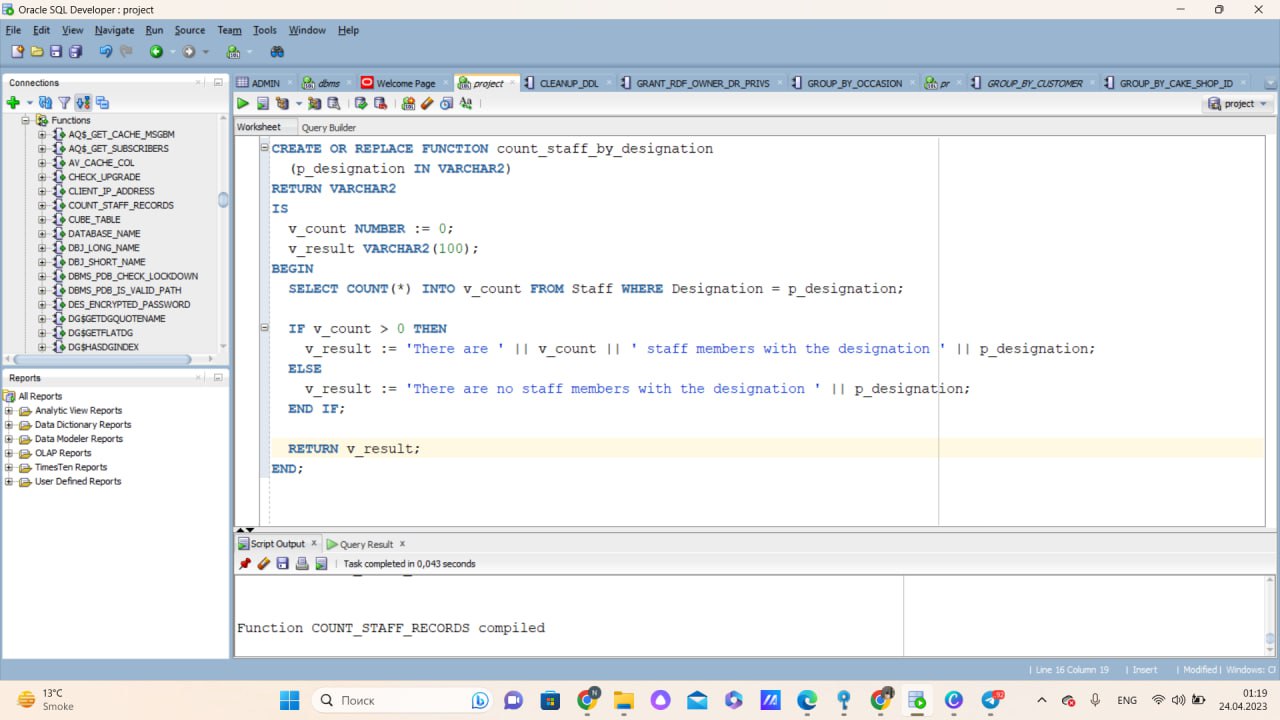 Oracle SQL Developer : project
File Edit View Navigate Run Source Team Tools Window Help
Connections
ADMIN dbms Welcome Page project CLEANUP_DDL GRANT_RDF_OWNER_DR_PRIVS GROUP_BY_OCCASION pr GROUP_BY_CUSTOMER GROUP_BY_CAKE_SHOP_ID
project
Worksheet Query Builder
Functions
AQ$_GET_CACHE_MSGBM
AQ$_GET_SUBSCRIBERS
AV_CACHE_COL
CHECK_UPGRADE
CLIENT_IP_ADDRESS
COUNT_STAFF_RECORDS
CUBE_TABLE
DATABASE_NAME
DBJ_LONG_NAME
DBJ_SHORT_NAME
DBMS_PDB_CHECK_LOCKDOWN
DBMS_PDB_IS_VALID_PATH
DES_ENCRYPTED_PASSWORD
DG$GETDGQUOTENAME
DG$GETFLATDG
DG$HASDGINDEX
Reports
All Reports
Analytic View Reports
Data Dictionary Reports
Data Modeler Reports
OLAP Reports
TimesTen Reports
User Defined Reports
CREATE OR REPLACE FUNCTION count_staff_by_designation
(p_designation IN VARCHAR2)
RETURN VARCHAR2
IS
v_count NUMBER := 0;
v_result VARCHAR2(100);
BEGIN
SELECT COUNT(*) INTO v_count FROM Staff WHERE Designation = p_designation;
IF v_count > 0 THEN
v_result := 'There are ' || v_count || ' staff members with the designation ' || p_designation;
ELSE
v_result := 'There are no staff members with the designation ' || p_designation;
END IF;
RETURN v_result;
END;
Script Output Query Result
Task completed in 0,043 seconds
Function COUNT_STAFF_RECORDS compiled
Line 16 Column 19 Insert Modified Windows: C
13°C
Smoke
Поиск
ENG
01:19
24.04.2023